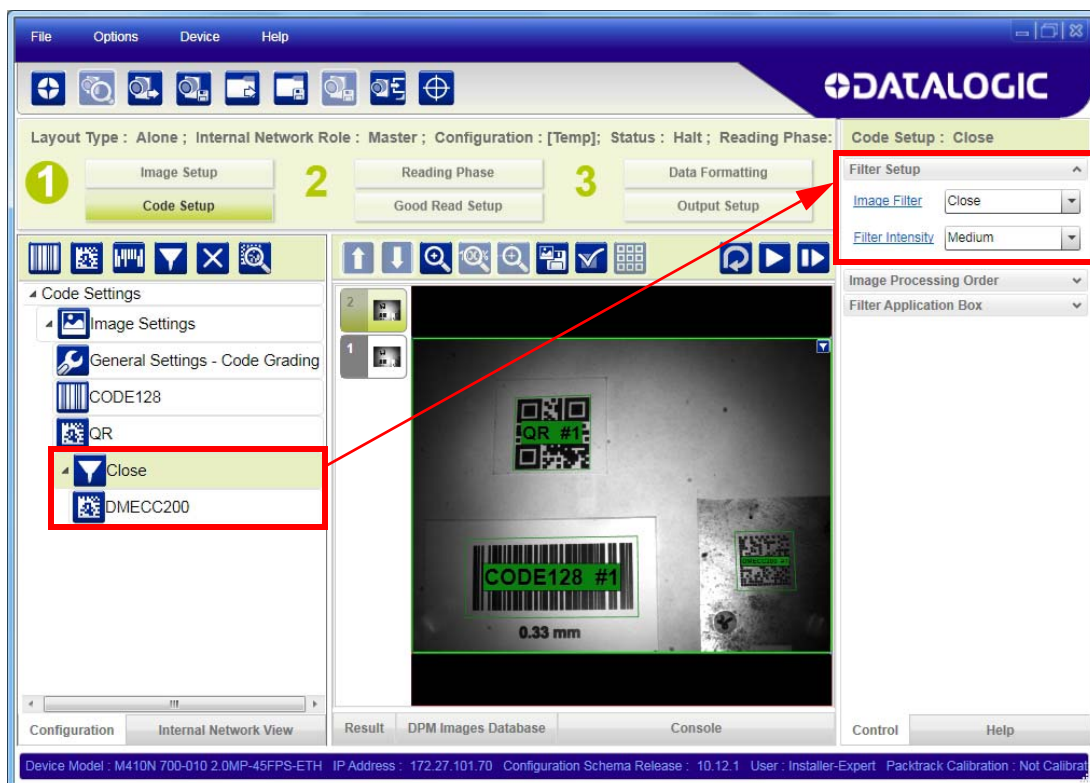 File Options Device Help
DATALOGIC
Layout Type : Alone ; Internal Network Role : Master ; Configuration : [Temp]; Status : Halt ; Reading Phase:
Code Setup : Close
1 Image Setup 2 Reading Phase 3 Data Formatting
Code Setup Good Read Setup Output Setup
Filter Setup
Image Filter Close
Filter Intensity Medium
Image Processing Order
Filter Application Box
Code Settings
Image Settings
General Settings - Code Grading
CODE128
QR
Close
DMECC200
100%
2
1
QR #1
CODE128 #1
DMECC200 #1
0.33 mm
Configuration Internal Network View
Result DPM Images Database Console
Control Help
Device Model : M410N 700-010 2.0MP-45FPS-ETH IP Address : 172.27.101.70 Configuration Schema Release : 10.12.1 User : Installer-Expert Packtrack Calibration : Not Calibrat